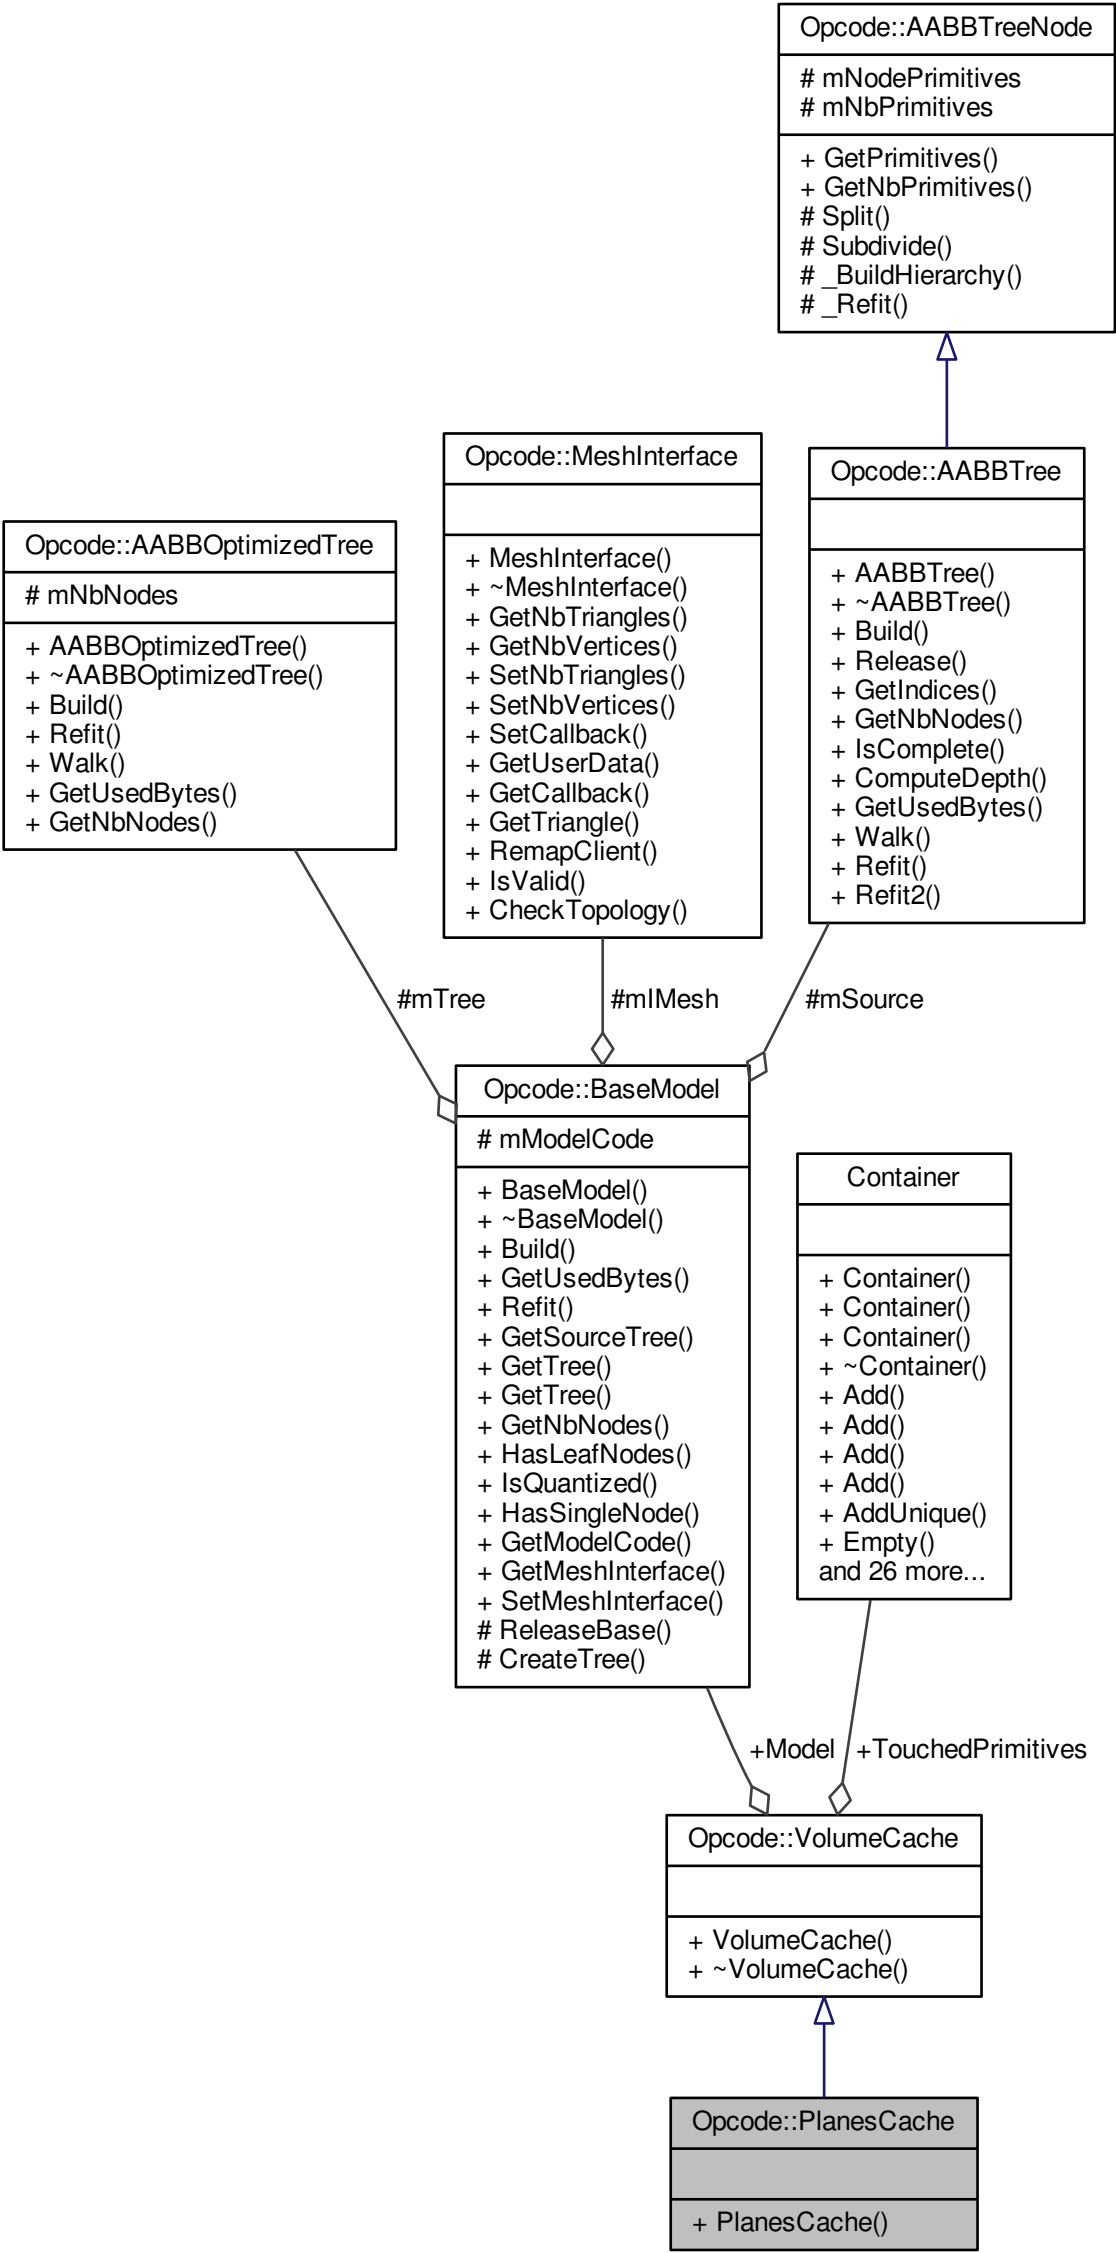 Opcode::AABBTreeNode
# mNodePrimitives
# mNbPrimitives
+ GetPrimitives()
+ GetNbPrimitives()
# Split()
# Subdivide()
# _BuildHierarchy()
# _Refit()
Opcode::AABBOptimizedTree
# mNbNodes
+ AABBOptimizedTree()
+ ~AABBOptimizedTree()
+ Build()
+ Refit()
+ Walk()
+ GetUsedBytes()
+ GetNbNodes()
Opcode::MeshInterface
+ MeshInterface()
+ ~MeshInterface()
+ GetNbTriangles()
+ GetNbVertices()
+ SetNbTriangles()
+ SetNbVertices()
+ SetCallback()
+ GetUserData()
+ GetCallback()
+ GetTriangle()
+ RemapClient()
+ IsValid()
+ CheckTopology()
Opcode::AABBTree
+ AABBTree()
+ ~AABBTree()
+ Build()
+ Release()
+ GetIndices()
+ GetNbNodes()
+ IsComplete()
+ ComputeDepth()
+ GetUsedBytes()
+ Walk()
+ Refit()
+ Refit2()
#mTree
#mIMesh
#mSource
Opcode::BaseModel
# mModelCode
+ BaseModel()
+ ~BaseModel()
+ Build()
+ GetUsedBytes()
+ Refit()
+ GetSourceTree()
+ GetTree()
+ GetTree()
+ GetNbNodes()
+ HasLeafNodes()
+ IsQuantized()
+ HasSingleNode()
+ GetModelCode()
+ GetMeshInterface()
+ SetMeshInterface()
# ReleaseBase()
# CreateTree()
Container
+ Container()
+ Container()
+ Container()
+ ~Container()
+ Add()
+ Add()
+ Add()
+ Add()
+ AddUnique()
+ Empty()
and 26 more...
+Model
+TouchedPrimitives
Opcode::VolumeCache
+ VolumeCache()
+ ~VolumeCache()
Opcode::PlanesCache
+ PlanesCache()